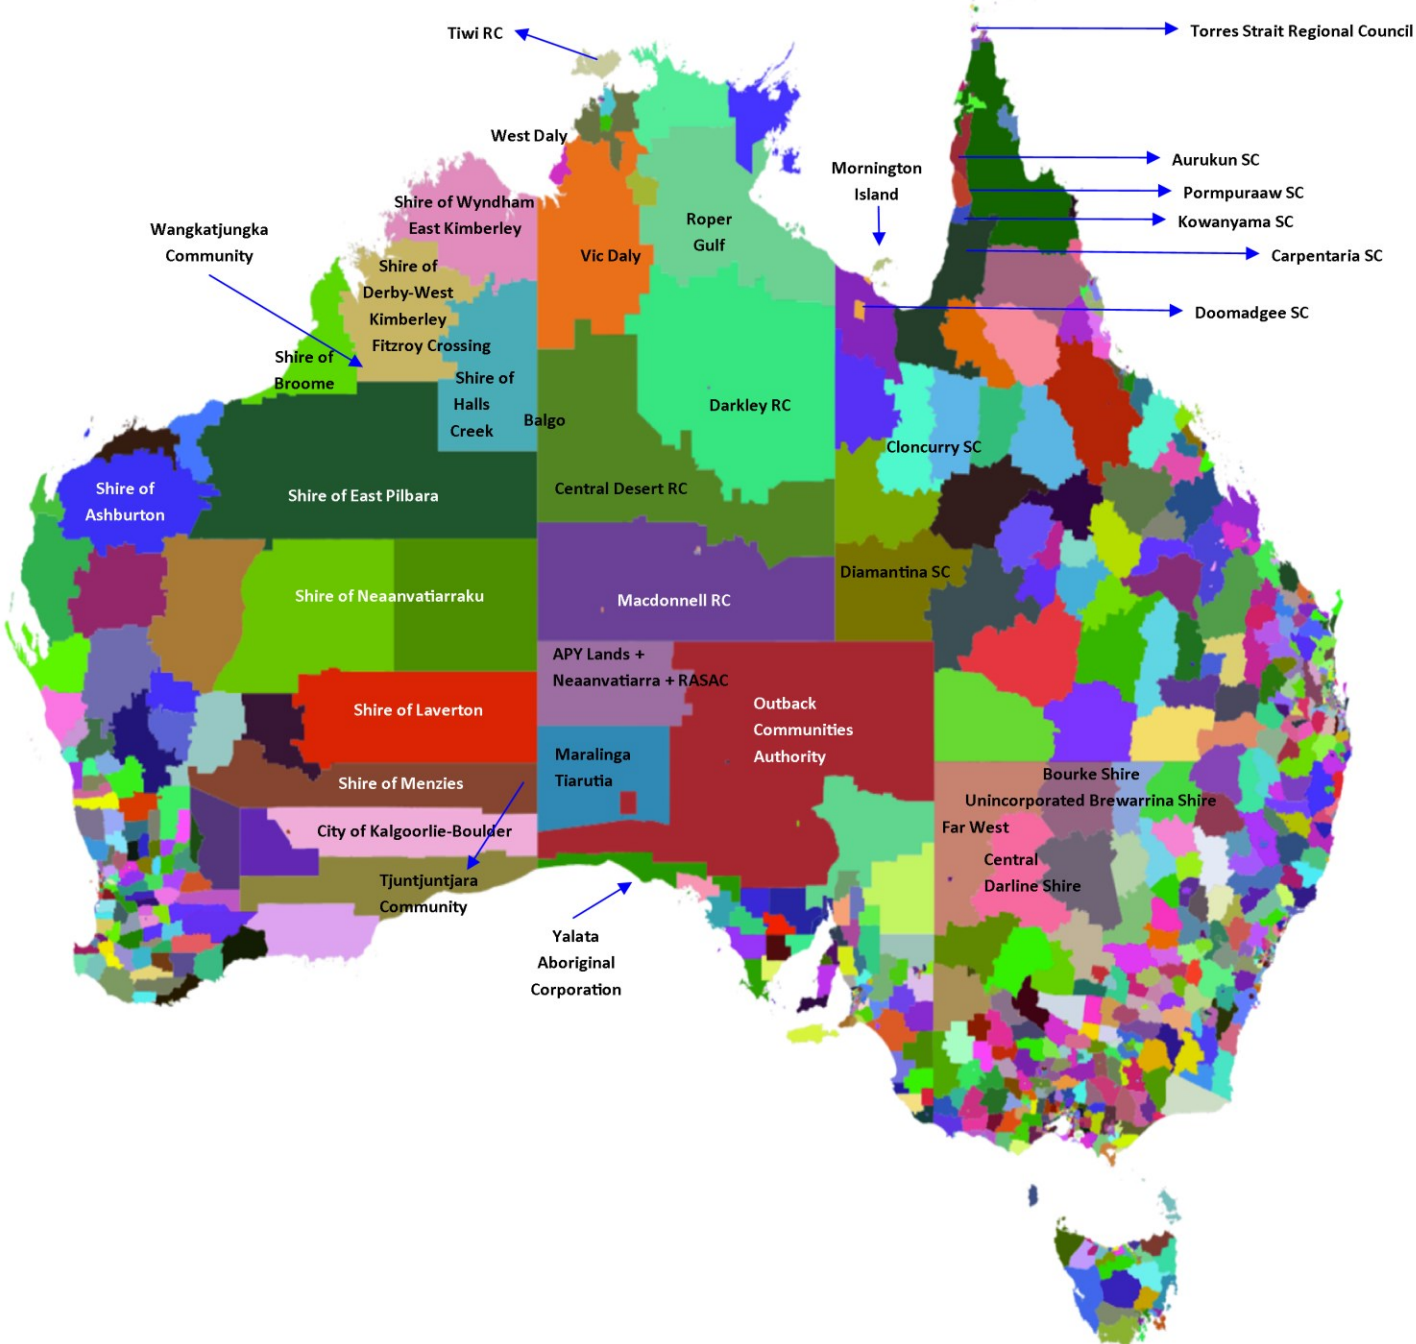 Torres Strait Regional Council
Tiwi RC
West Daly
Aurukun SC
Mornington
Island
Pormpuraaw SC
Shire of Wyndham
East Kimberley
Kowanyama SC
Wangkatjungka
Community
Roper
Gulf
Vic Daly
Carpentaria SC
Shire of
Derby-West
Kimberley
Fitzroy Crossing
Doomadgee SC
Shire of
Broome
Shire of
Halls
Creek
Balgo
Darkley RC
Cloncurry SC
Shire of
Ashburton
Shire of East Pilbara
Central Desert RC
Diamantina SC
Shire of Neaanvatiarraku
Macdonnell RC
APY Lands +
Neaanvatiarra + RASAC
Shire of Laverton
Outback
Communities
Authority
Maralinga
Tiarutia
Shire of Menzies
Bourke Shire
Unincorporated Brewarrina Shire
Far West
City of Kalgoorlie-Boulder
Central
Darline Shire
Tjuntjuntjara
Community
Yalata
Aboriginal
Corporation